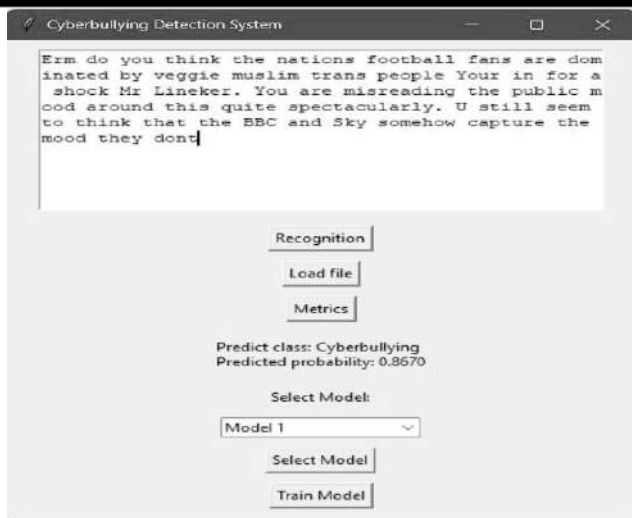 Cyberbullying Detection System
Erm do you think the nations football fans are dom
inated by veggie muslim trans people Your in for a
shock Mr Lineker. You are misreading the public m
ood around this quite spectacularly. U still seem
to think that the BBC and Sky somehow capture the
mood they dont
Recognition
Load file
Metrics
Predict class: Cyberbullying
Predicted probability: 0.8670
Select Model:
Model 1
Select Model
Train Model